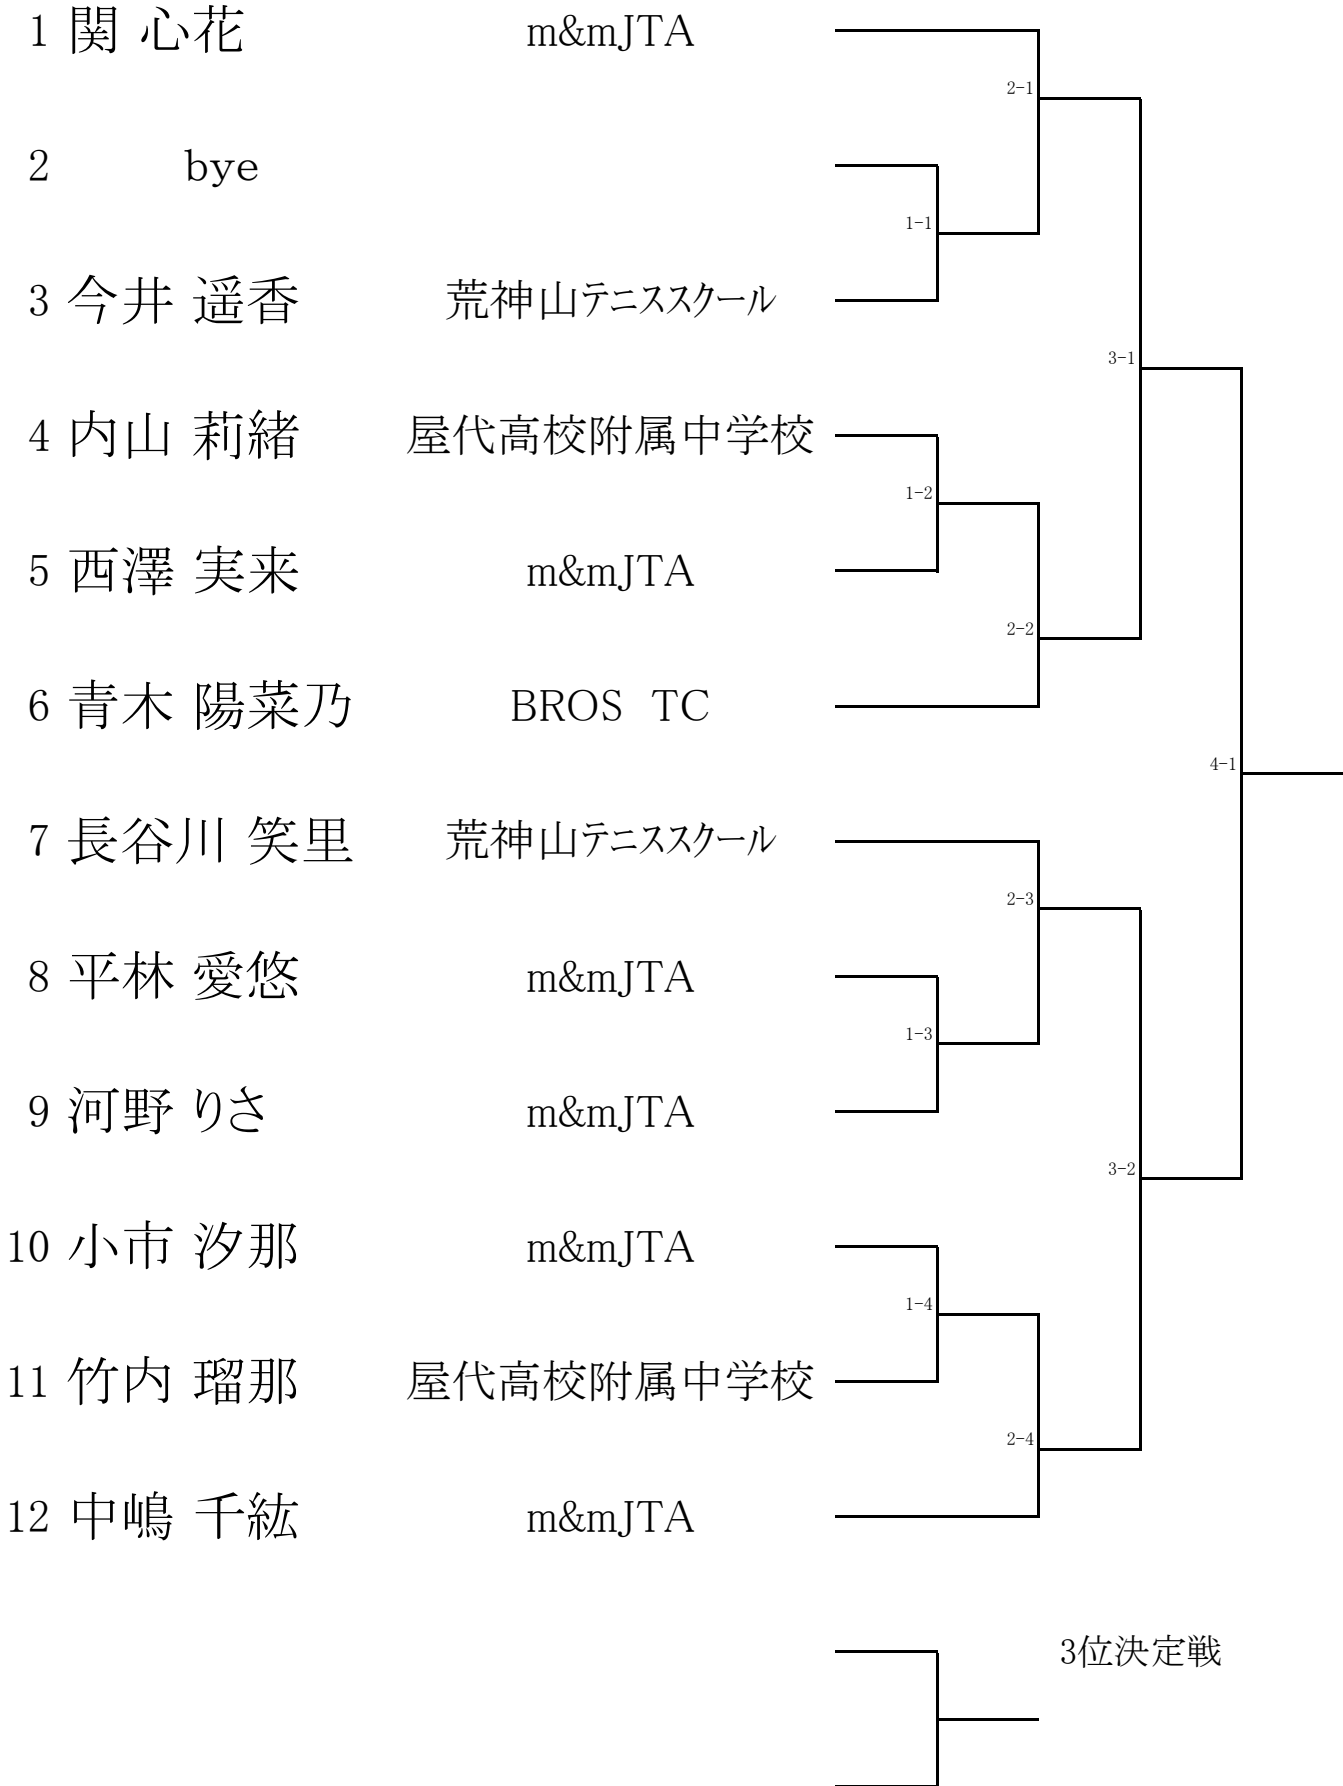 1 関 心花 m&mJTA
2-1
2 bye
1-1
3 今井 遥香 荒神山テニススクール
3-1
4 内山 莉緒 屋代高校附属中学校
1-2
5 西澤 実来 m&mJTA
2-2
6 青木 陽菜乃 BROS TC
4-1
7 長谷川 笑里 荒神山テニススクール
2-3
8 平林 愛悠 m&mJTA
1-3
9 河野 りさ m&mJTA
3-2
10 小市 汐那 m&mJTA
1-4
11 竹内 瑠那 屋代高校附属中学校
2-4
12 中嶋 千紘 m&mJTA
3位決定戦